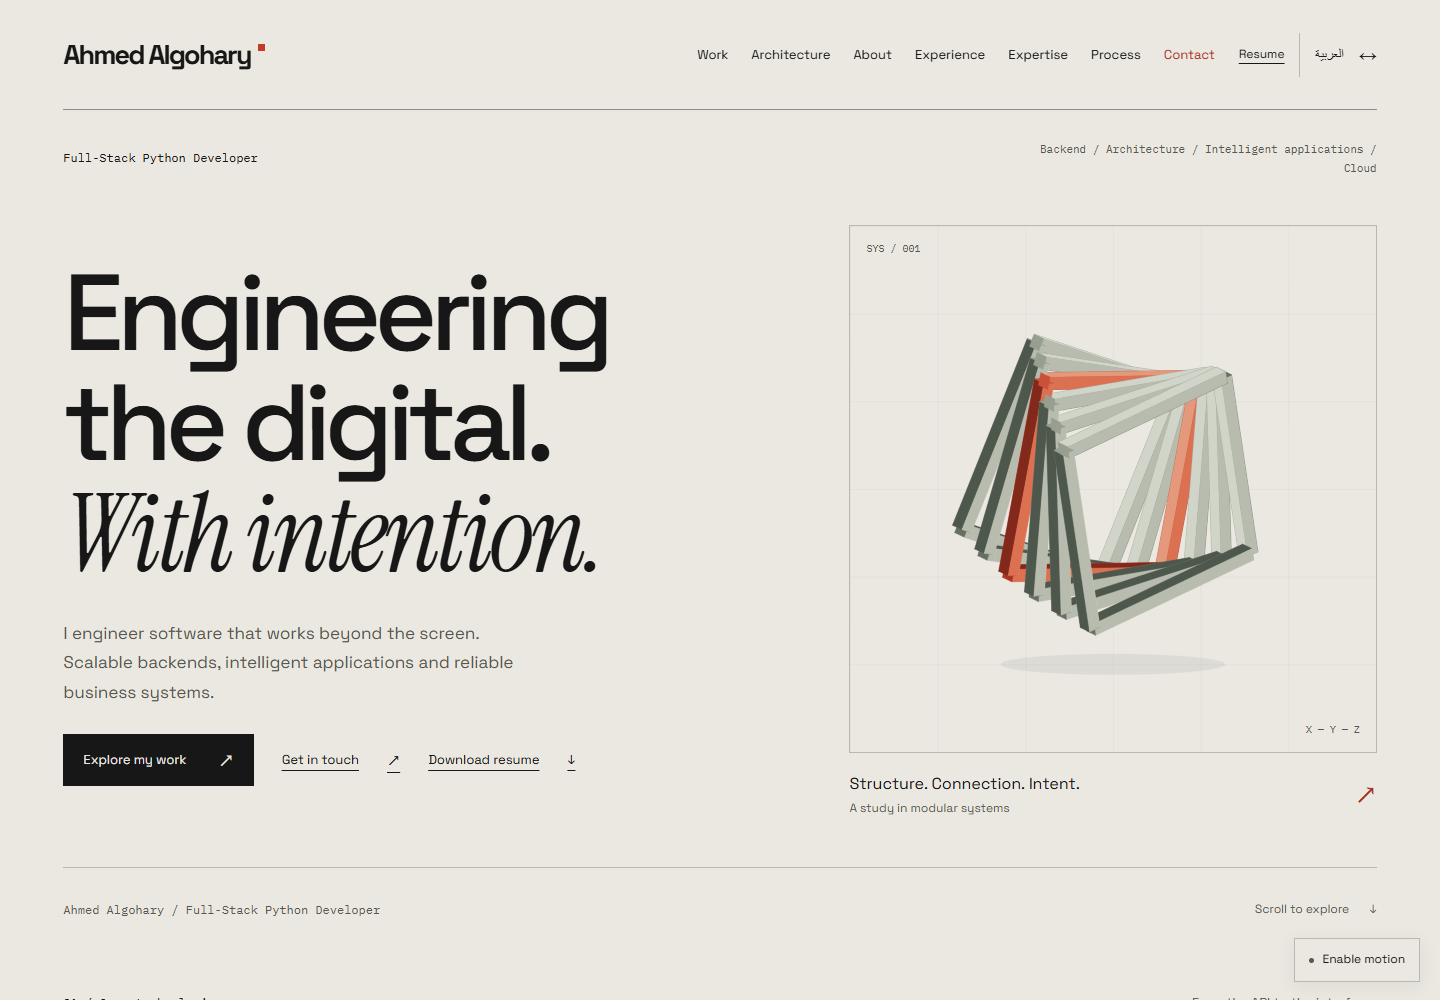 Ahmed Algohary
Work Architecture About Experience Expertise Process Contact Resume العربية ↔
Full-Stack Python Developer
Backend / Architecture / Intelligent applications /
Cloud
SYS / 001
Engineering
the digital.
With intention.
I engineer software that works beyond the screen.
Scalable backends, intelligent applications and reliable
business systems.
Explore my work ↗ Get in touch ↗ Download resume ↓
X — Y — Z
Structure. Connection. Intent. ↗
A study in modular systems
Ahmed Algohary / Full-Stack Python Developer
Scroll to explore ↓
Enable motion